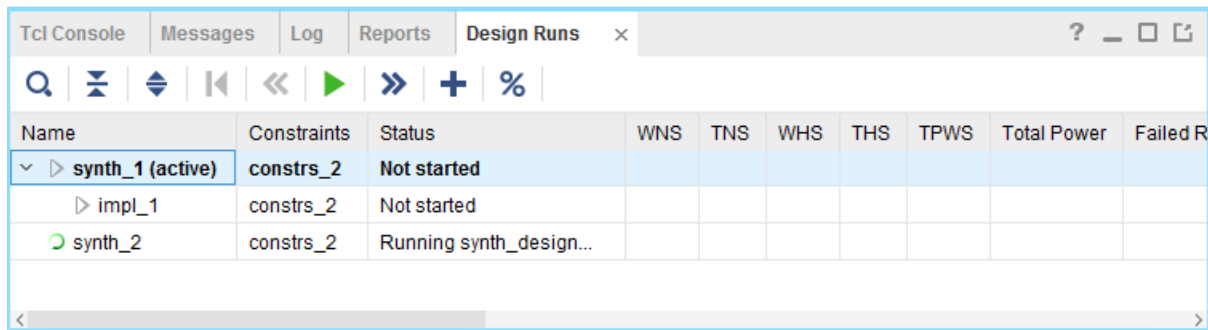 Tcl Console Messages Log Reports Design Runs × ?
%
Name Constraints Status WNS TNS WHS THS TPWS Total Power Failed R
synth_1 (active) constrs_2 Not started
impl_1 constrs_2 Not started
synth_2 constrs_2 Running synth_design...